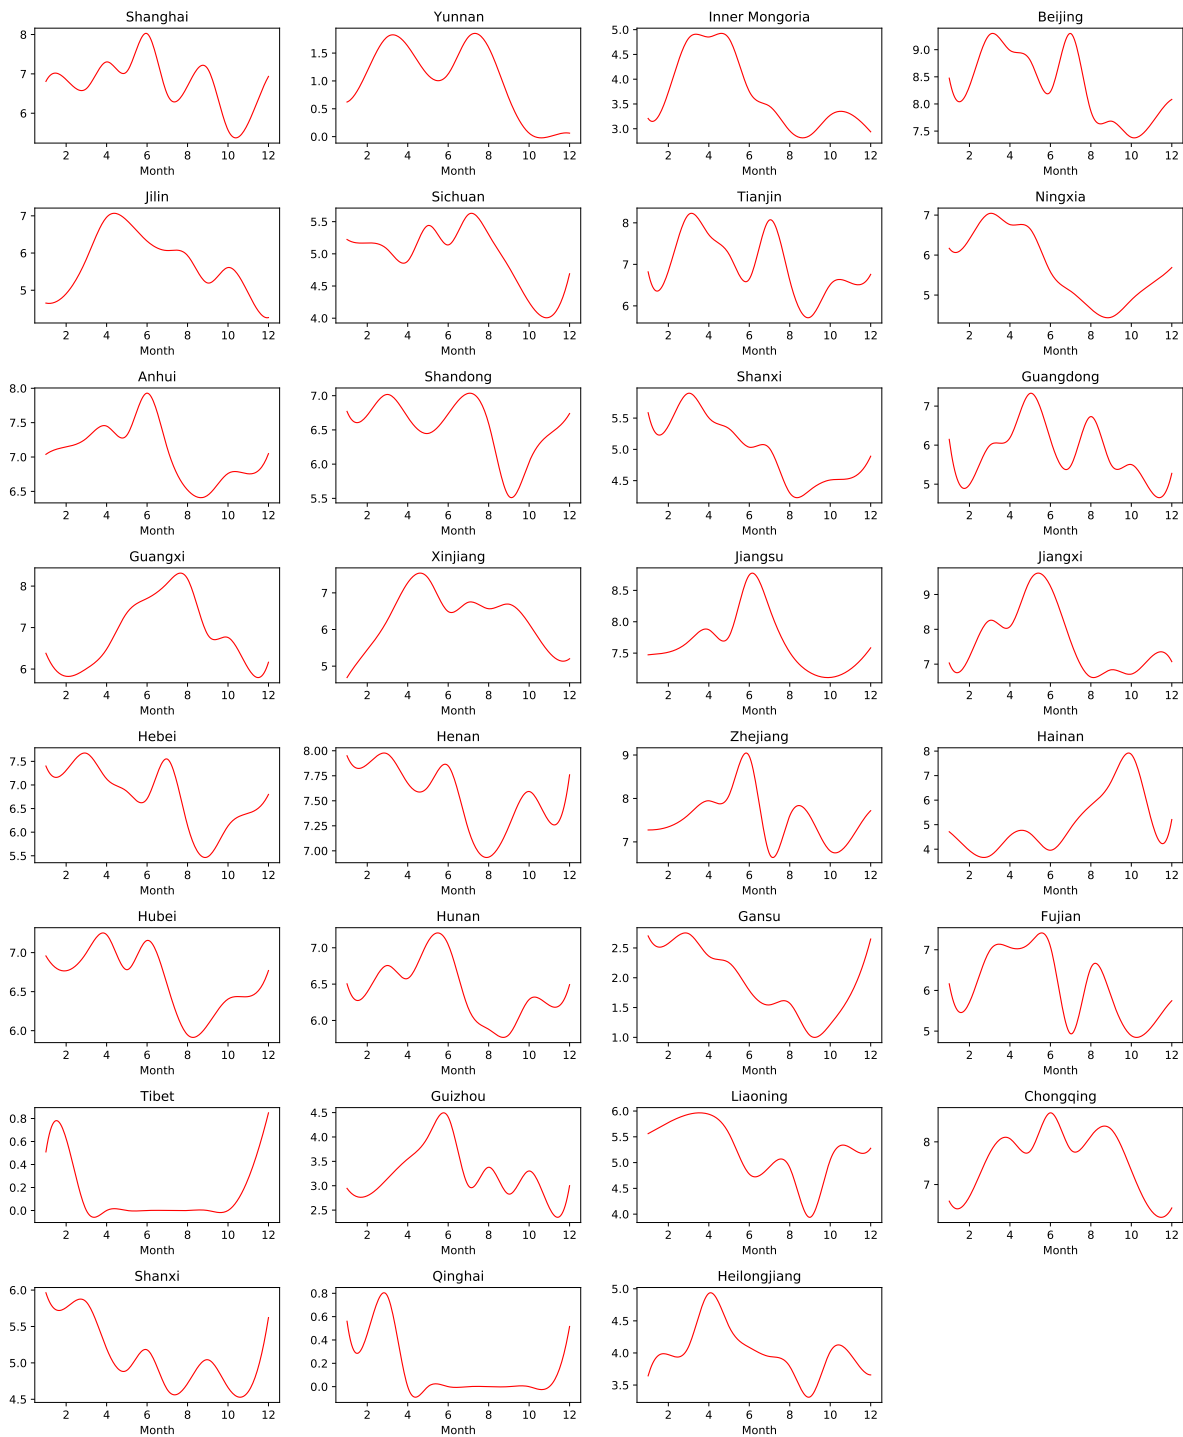 Shanghai Yunnan Inner Mongoria Beijing
8 7 6
1.5 1.0 0.5 0.0
5.0 4.5 4.0 3.5 3.0
9.0 8.5 8.0 7.5
2 4 6 8 10 12 2 4 6 8 10 12 2 4 6 8 10 12 2 4 6 8 10 12
Month Month Month Month
Jilin Sichuan Tianjin Ningxia
7 6 5
5.5 5.0 4.5 4.0
8 7 6
7 6 5
2 4 6 8 10 12 2 4 6 8 10 12 2 4 6 8 10 12 2 4 6 8 10 12
Month Month Month Month
Anhui Shandong Shanxi Guangdong
8.0 7.5 7.0 6.5
7.0 6.5 6.0 5.5
5.5 5.0 4.5
7 6 5
2 4 6 8 10 12 2 4 6 8 10 12 2 4 6 8 10 12 2 4 6 8 10 12
Month Month Month Month
Guangxi Xinjiang Jiangsu Jiangxi
8 7 6
7 6 5
8.5 8.0 7.5
9 8 7
2 4 6 8 10 12 2 4 6 8 10 12 2 4 6 8 10 12 2 4 6 8 10 12
Month Month Month Month
Hebei Henan Zhejiang Hainan
7.5 7.0 6.5 6.0 5.5
8.00 7.75 7.50 7.25 7.00
9 8 7
8 7 6 5 4
2 4 6 8 10 12 2 4 6 8 10 12 2 4 6 8 10 12 2 4 6 8 10 12
Month Month Month Month
Hubei Hunan Gansu Fujian
7.0 6.5 6.0
7.0 6.5 6.0
2.5 2.0 1.5 1.0
7 6 5
2 4 6 8 10 12 2 4 6 8 10 12 2 4 6 8 10 12 2 4 6 8 10 12
Month Month Month Month
Tibet Guizhou Liaoning Chongqing
0.8 0.6 0.4 0.2 0.0
4.5 4.0 3.5 3.0 2.5
6.0 5.5 5.0 4.5 4.0
8 7
2 4 6 8 10 12 2 4 6 8 10 12 2 4 6 8 10 12 2 4 6 8 10 12
Month Month Month Month
Shanxi Qinghai Heilongjiang
6.0 5.5 5.0 4.5
0.8 0.6 0.4 0.2 0.0
5.0 4.5 4.0 3.5
2 4 6 8 10 12 2 4 6 8 10 12 2 4 6 8 10 12
Month Month Month